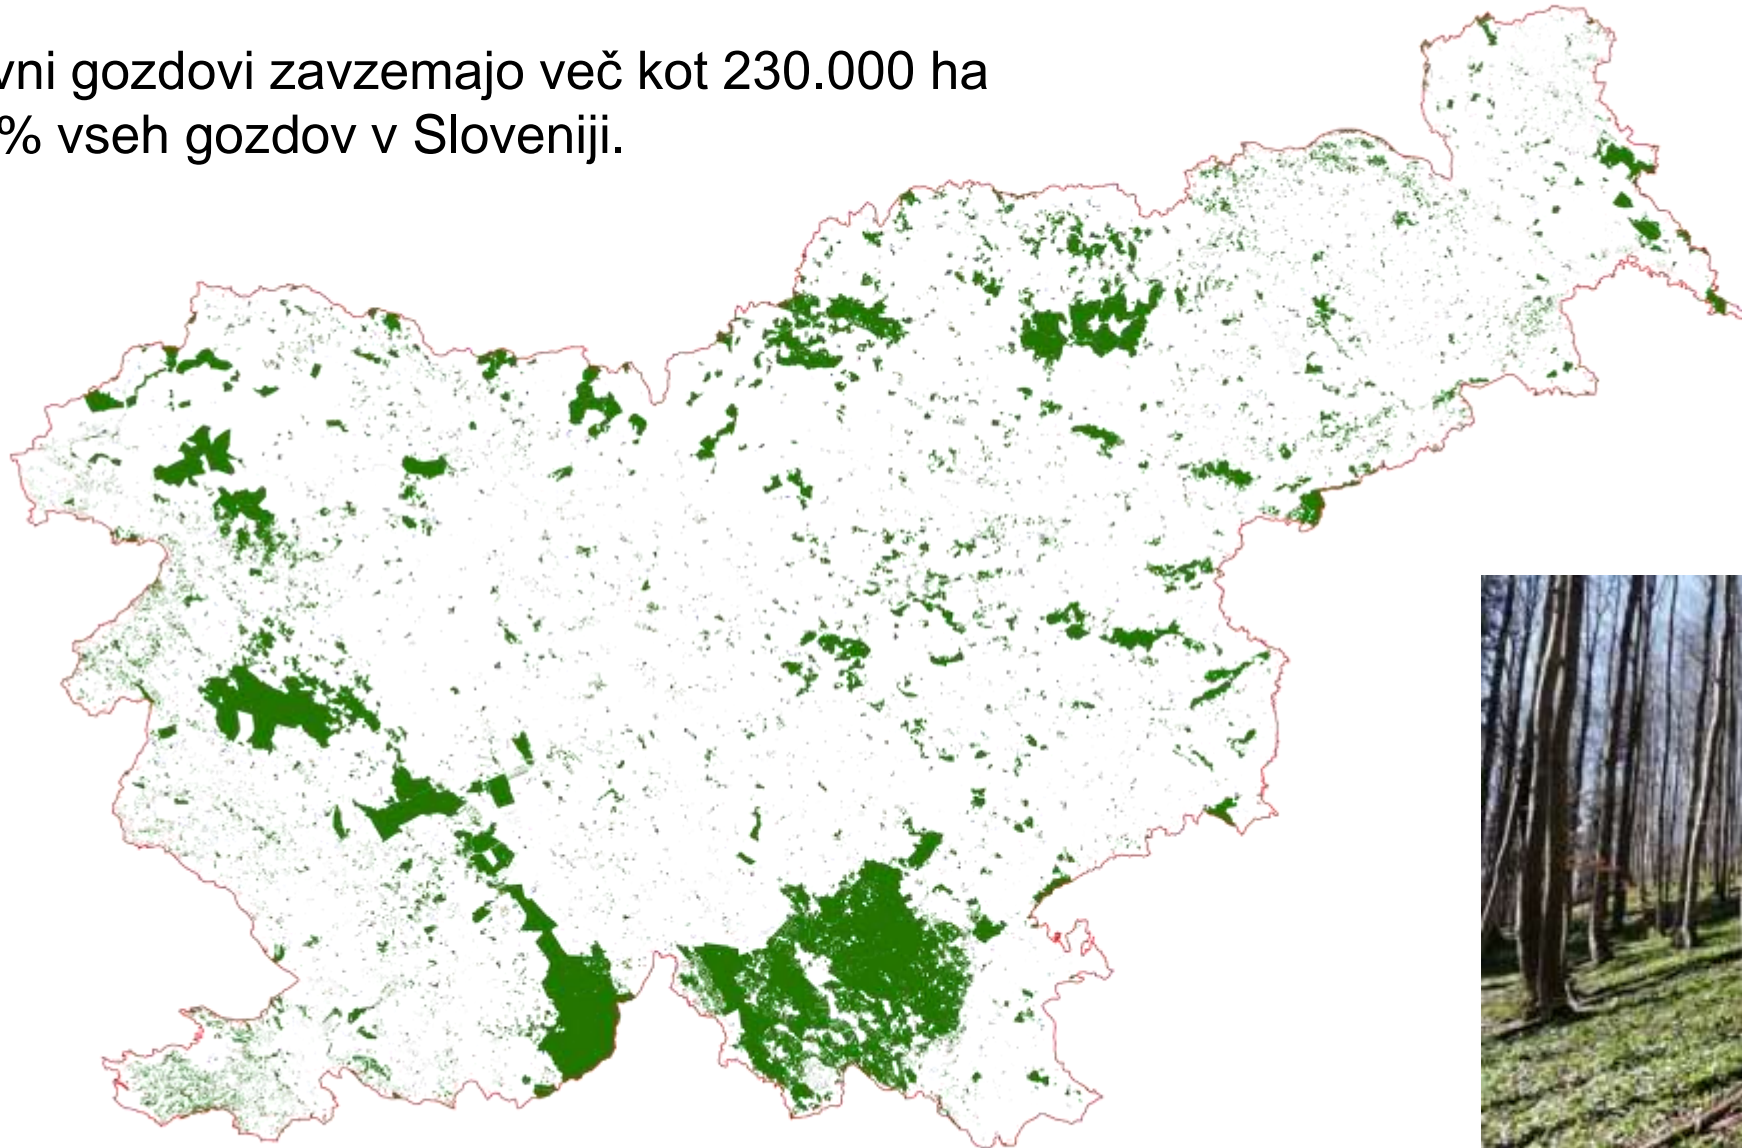 vni gozdovi zavzemajo več kot 230.000 ha
% vseh gozdov v Sloveniji.